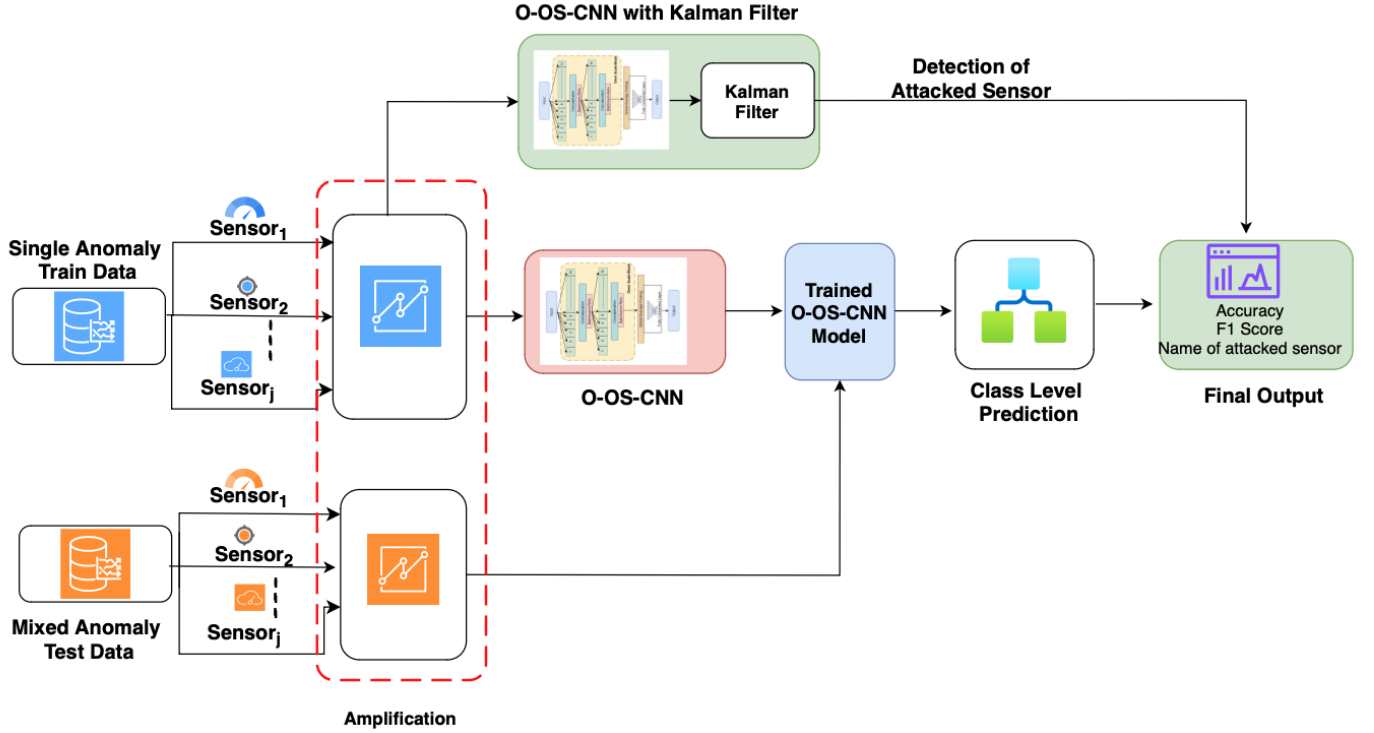 O-OS-CNN with Kalman Filter
Kalman
Filter
Detection of
Attacked Sensor
Single Anomaly
Train Data
Sensor1
Sensor2
Sensorj
O-OS-CNN
Trained
O-OS-CNN
Model
Class Level
Prediction
Accuracy
F1 Score
Name of attacked sensor
Final Output
Mixed Anomaly
Test Data
Sensor1
Sensor2
Sensorj
Amplification